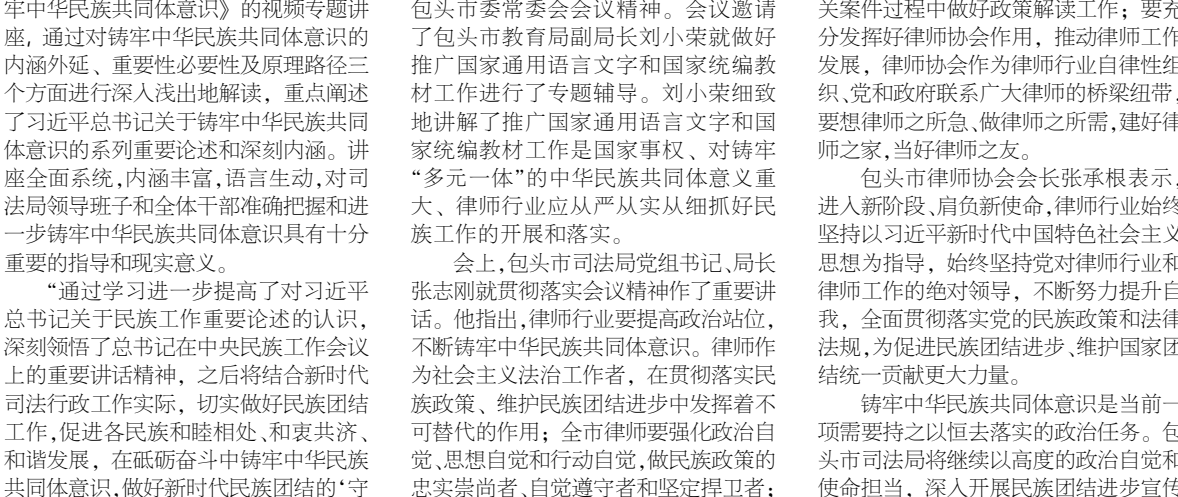 牢中华民族共同体意识》的视频专题讲
座,通过对铸牢中华民族共同体意识的
内涵外延、重要性必要性及原理路径三
个方面进行深入浅出地解读，重点阐述
了习近平总书记关于铸牢中华民族共同
体意识的系列重要论述和深刻内涵。讲
座全面系统,内涵丰富,语言生动,对司
法局领导班子和全体干部准确把握和进
一步铸牢中华民族共同体意识具有十分
重要的指导和现实意义。
“通过学习进一步提高了对习近平
总书记关于民族工作重要论述的认识,
深刻领悟了总书记在中央民族工作会议
上的重要讲话精神，之后将结合新时代
司法行政工作实际，切实做好民族团结
工作,促进各民族和睦相处、和衷共济、
和谐发展，在砥砺奋斗中铸牢中华民族
共同体意识,做好新时代民族团结的‘守
包头市委常委会会议精神。会议邀请
了包头市教育局副局长刘小荣就做好
推广国家通用语言文字和国家统编教
材工作进行了专题辅导。刘小荣细致
地讲解了推广国家通用语言文字和国
家统编教材工作是国家事权、对铸牢
“多元一体”的中华民族共同体意义重
大、律师行业应从严从实从细抓好民
族工作的开展和落实。
会上,包头市司法局党组书记、局长
张志刚就贯彻落实会议精神作了重要讲
话。他指出,律师行业要提高政治站位,
不断铸牢中华民族共同体意识。律师作
为社会主义法治工作者，在贯彻落实民
族政策、维护民族团结进步中发挥着不
可替代的作用；全市律师要强化政治自
觉、思想自觉和行动自觉,做民族政策的
忠实崇尚者、自觉遵守者和坚定捍卫者；
关案件过程中做好政策解读工作；要充
分发挥好律师协会作用，推动律师工作
发展，律师协会作为律师行业自律性组
织、党和政府联系广大律师的桥梁纽带,
要想律师之所急、做律师之所需,建好律
师之家,当好律师之友。
包头市律师协会会长张承根表示,
进入新阶段、肩负新使命,律师行业始终
坚持以习近平新时代中国特色社会主义
思想为指导，始终坚持党对律师行业和
律师工作的绝对领导，不断努力提升自
我，全面贯彻落实党的民族政策和法律
法规,为促进民族团结进步、维护国家团
结统一贡献更大力量。
铸牢中华民族共同体意识是当前一
项需要持之以恒去落实的政治任务。包
头市司法局将继续以高度的政治自觉和
使命担当，深入开展民族团结进步宣传